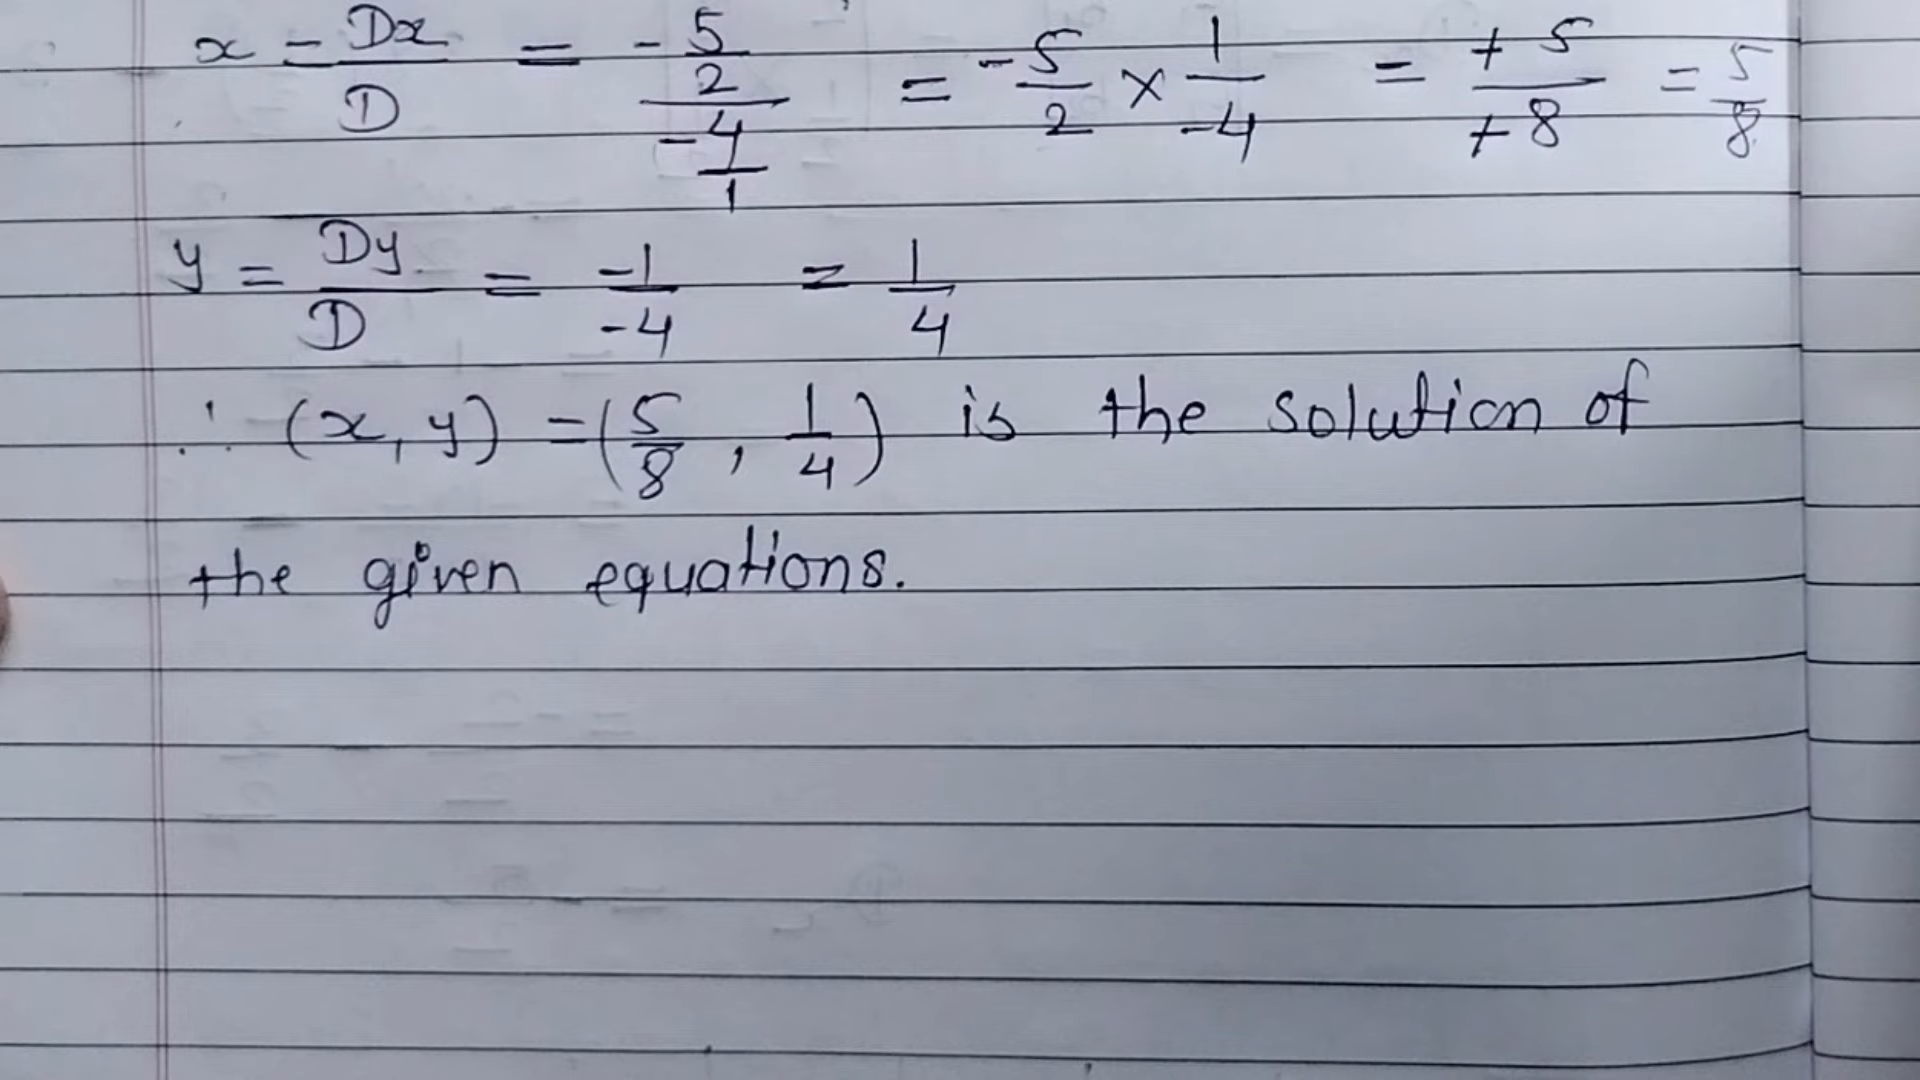 x = Dx/D = -5/2/-4/1 = -5/2 × 1/-4 = +5/+8 = 5/8
y = Dy/D = -1/-4 = 1/4
∴ (x, y) = (5/8, 1/4) is the solution of
the given equations.